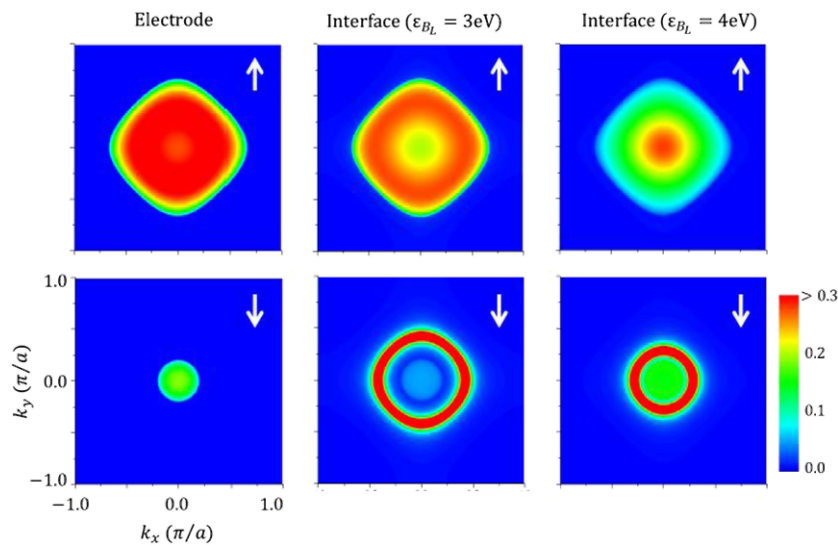 Electrode
Interface (ε_{B_L} = 3eV)
Interface (ε_{B_L} = 4eV)
1.0
0.0
−1.0
k_y (π/a)
−1.0
0.0
1.0
k_x (π/a)
> 0.3
0.2
0.1
0.0